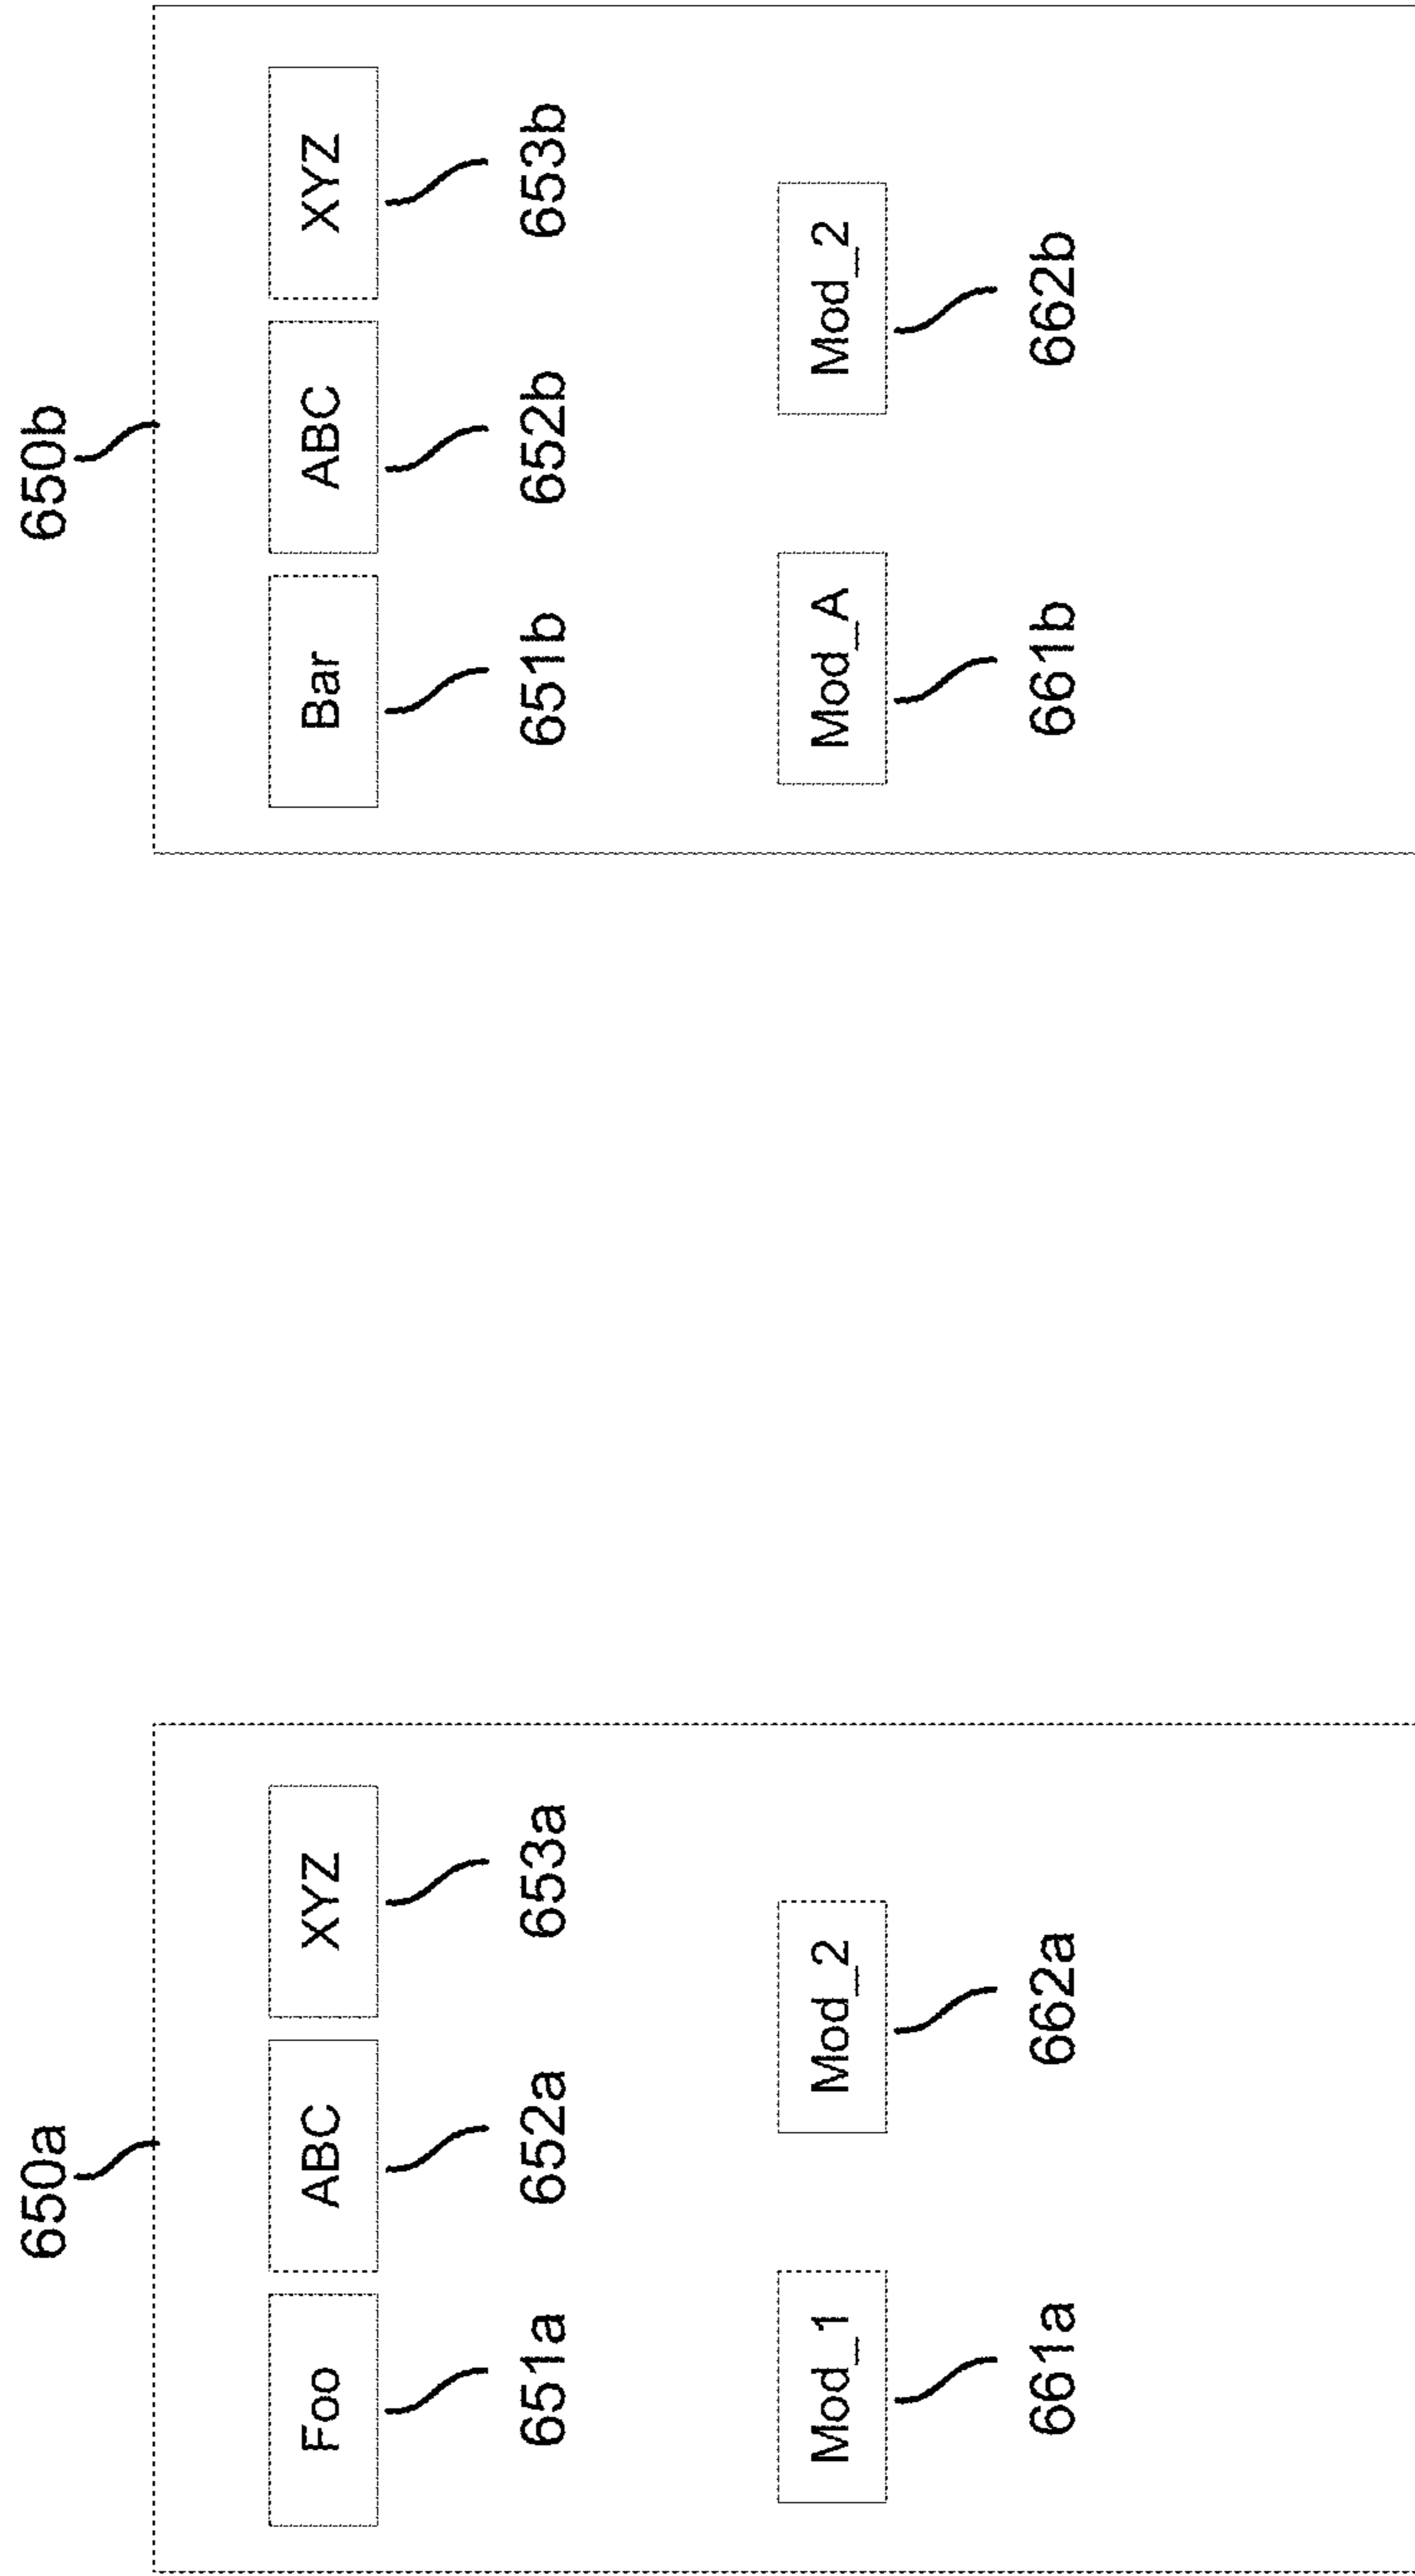 650a
650b
Foo
ABC
XYZ
Bar
ABC
XYZ
651a
652a
653a
651b
652b
653b
Mod_1
Mod_2
Mod_A
Mod_2
661a
662a
661b
662b